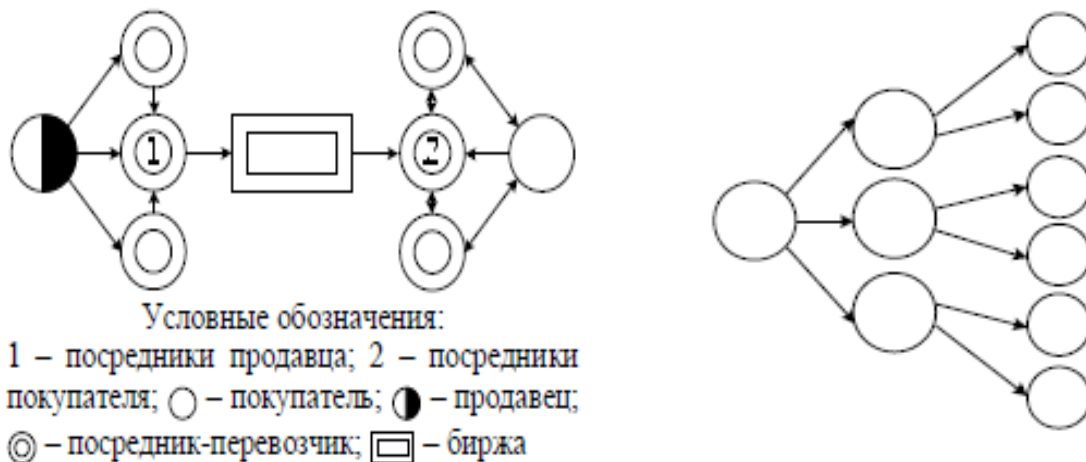 1
2
Условные обозначения:
1 – посредники продавца; 2 – посредники
покупателя; – покупатель; – продавец;
– посредник-перевозчик; – биржа